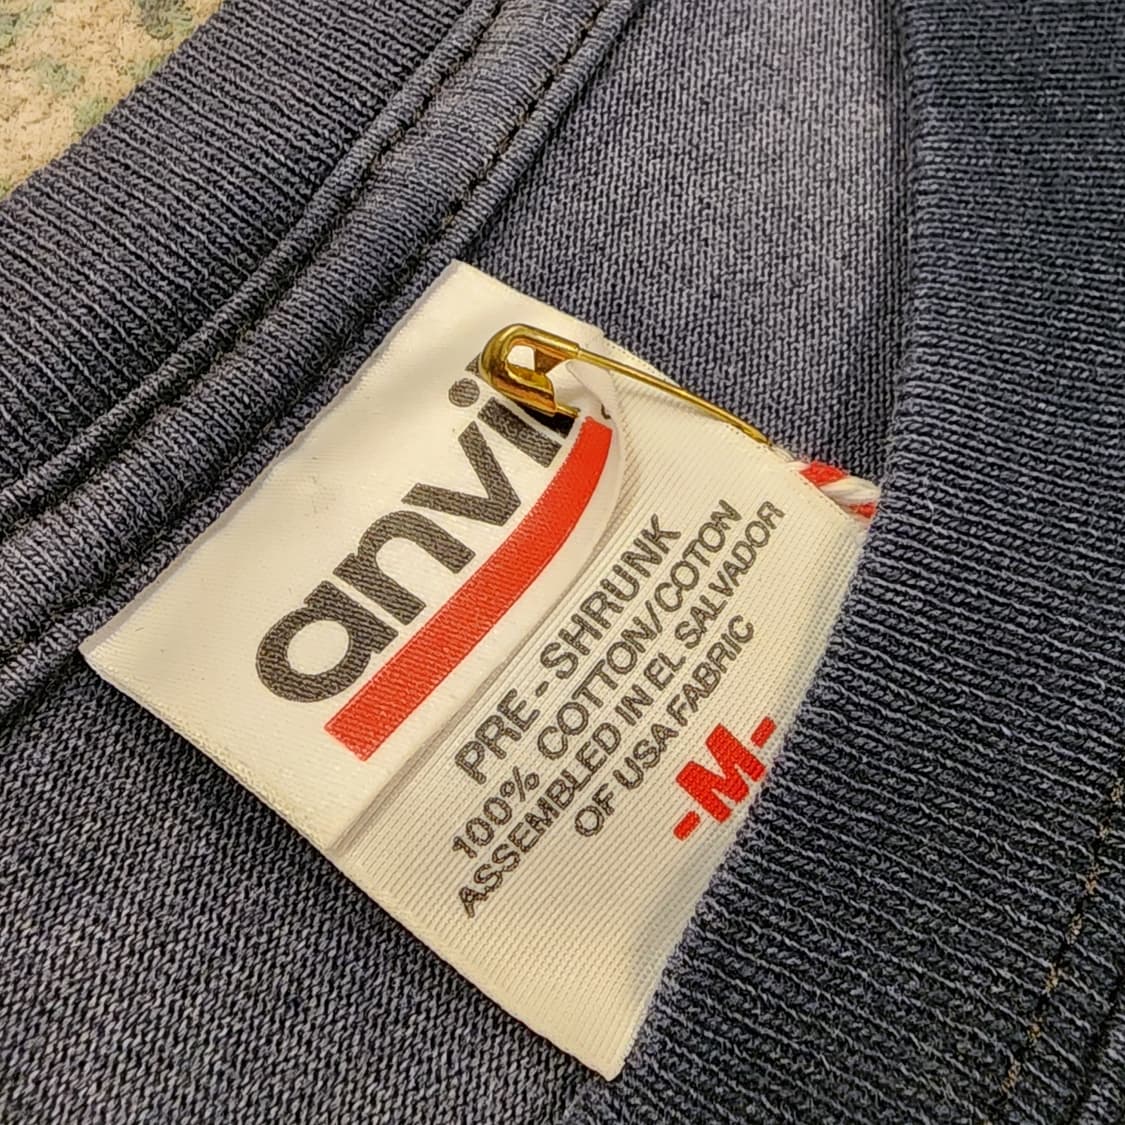 anvil
PRE-SHRUNK
100% COTTON/COTON
ASSEMBLED IN EL SALVADOR
OF USA FABRIC
-M-